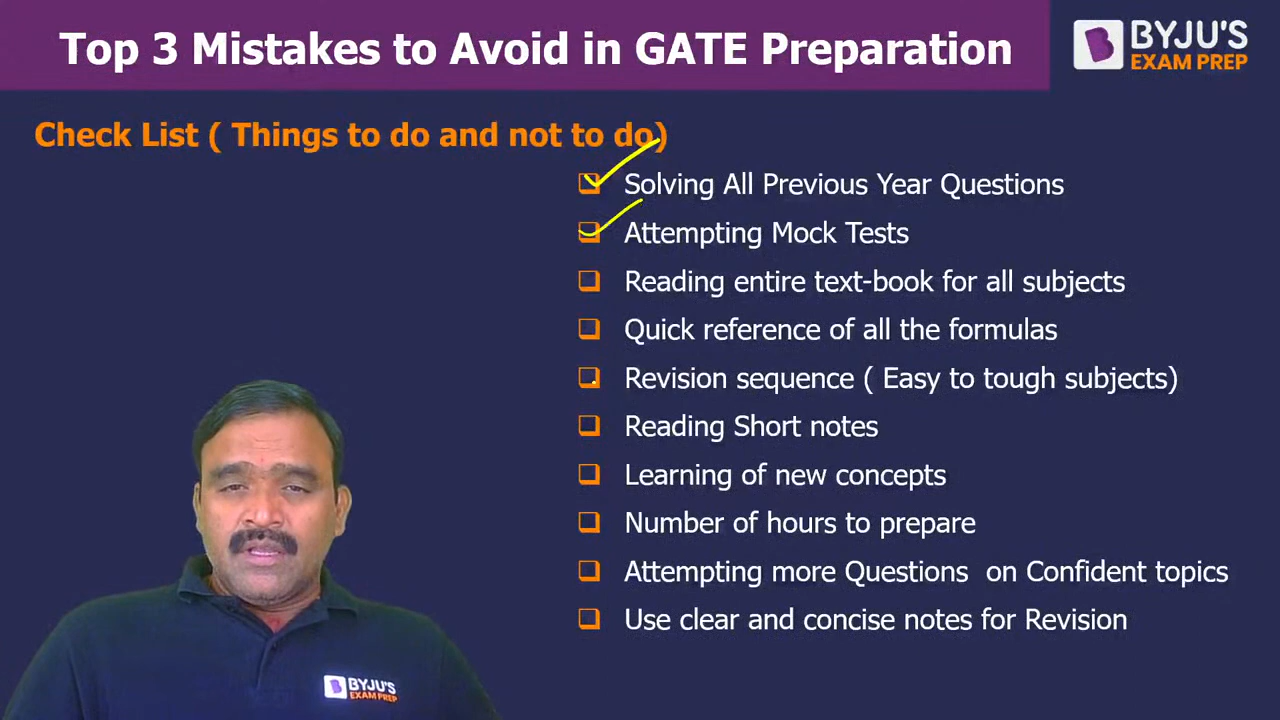 Top 3 Mistakes to Avoid in GATE Preparation
BYJU'S
EXAM PREP
Check List ( Things to do and not to do)
Solving All Previous Year Questions
Attempting Mock Tests
Reading entire text-book for all subjects
Quick reference of all the formulas
Revision sequence ( Easy to tough subjects)
Reading Short notes
Learning of new concepts
Number of hours to prepare
Attempting more Questions  on Confident topics
Use clear and concise notes for Revision
BYJU'S
EXAM PREP